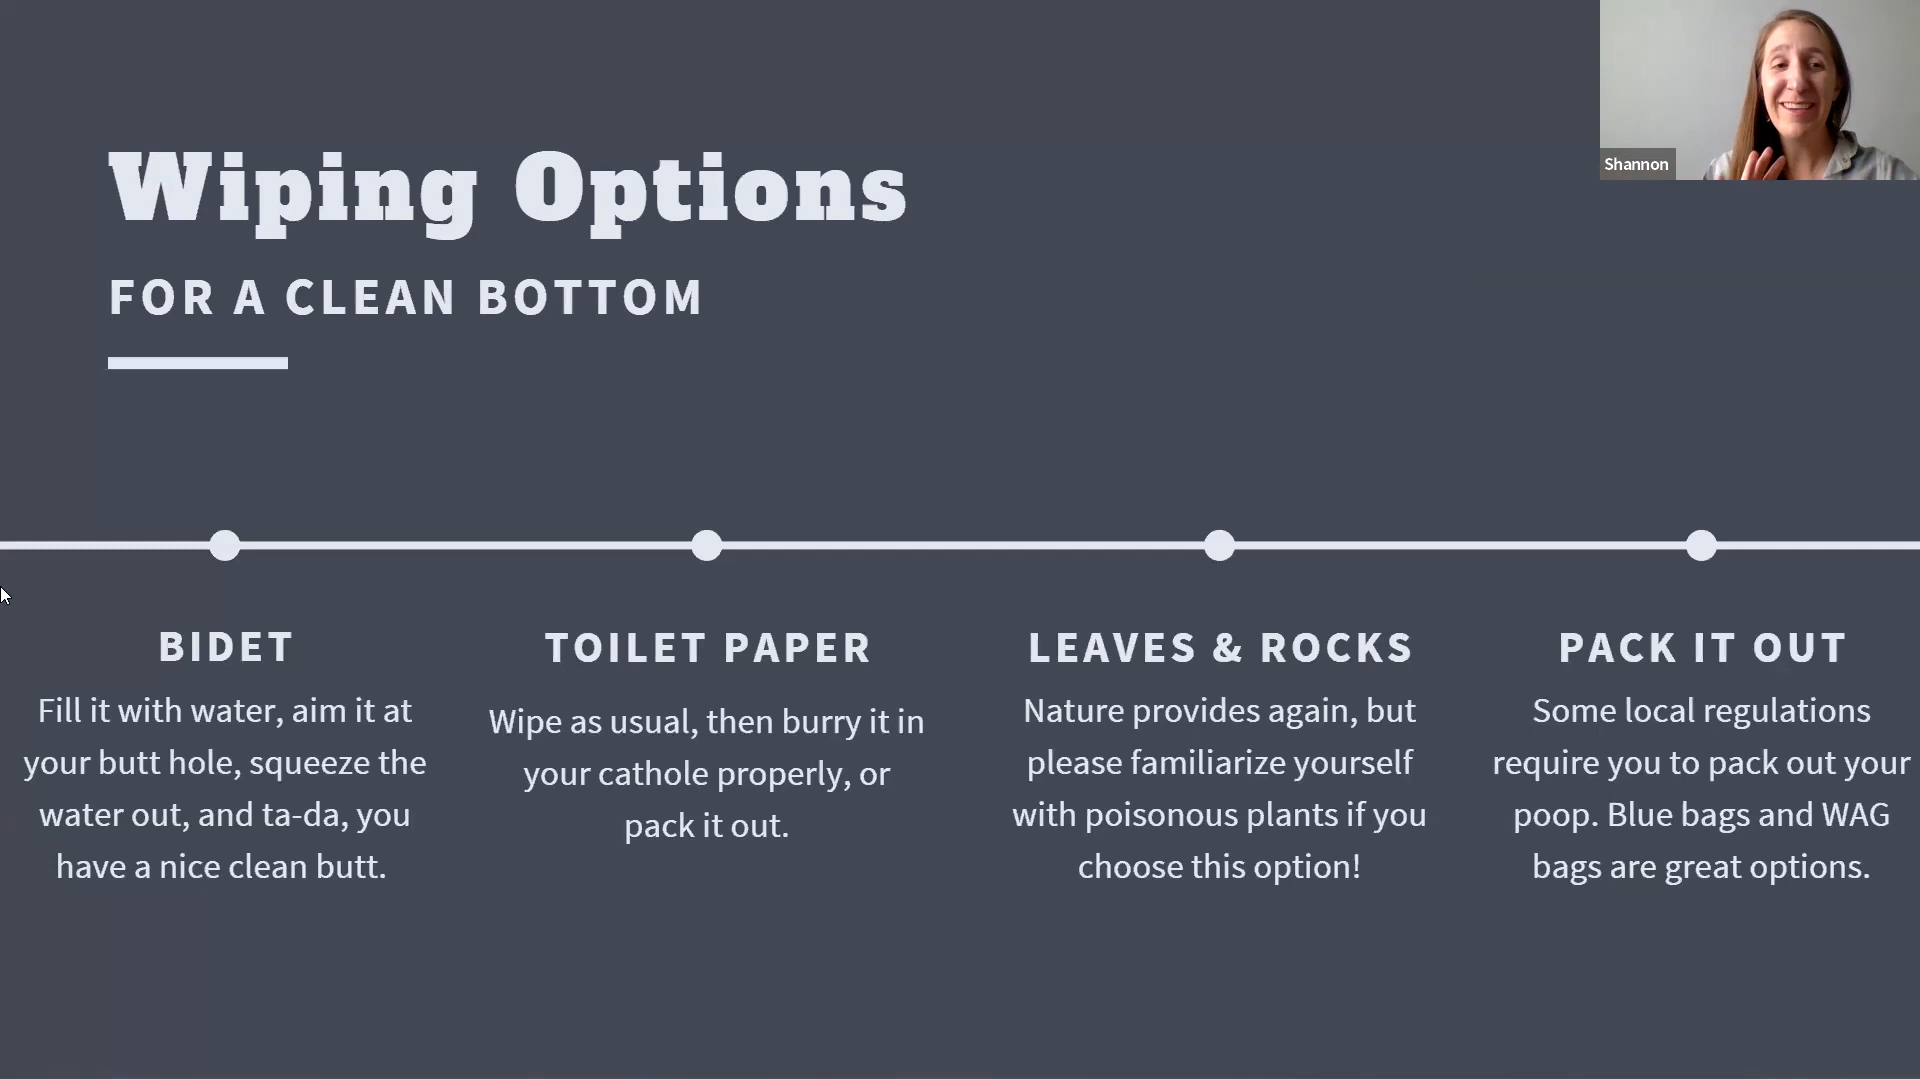 Shannon
Wiping Options
FOR A CLEAN BOTTOM
BIDET
Fill it with water, aim it at
your butt hole, squeeze the
water out, and ta-da, you
have a nice clean butt.
TOILET PAPER
Wipe as usual, then burry it in
your cathole properly, or
pack it out.
LEAVES & ROCKS
Nature provides again, but
please familiarize yourself
with poisonous plants if you
choose this option!
PACK IT OUT
Some local regulations
require you to pack out your
poop. Blue bags and WAG
bags are great options.